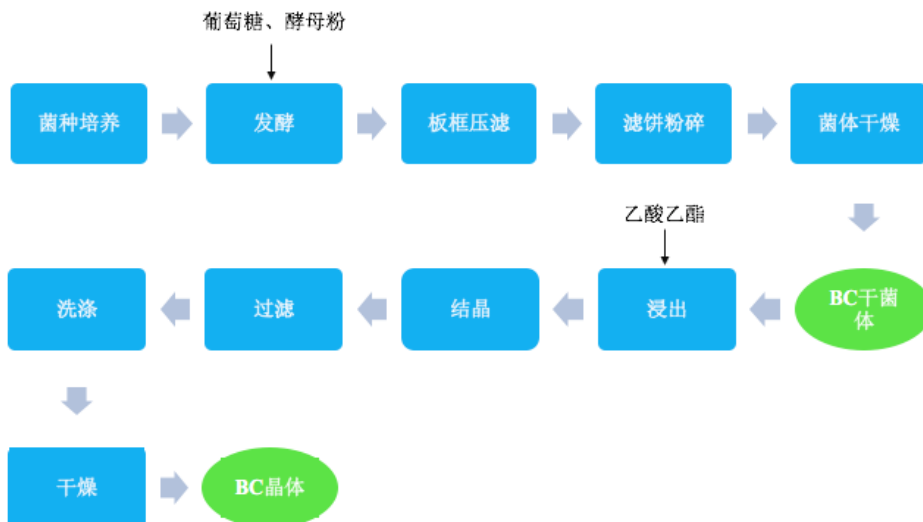 葡萄糖、酵母粉
菌种培养
发酵
板框压滤
滤饼粉碎
菌体干燥
乙酸乙酯
BC干菌
体
浸出
结晶
过滤
洗涤
干燥
BC晶体